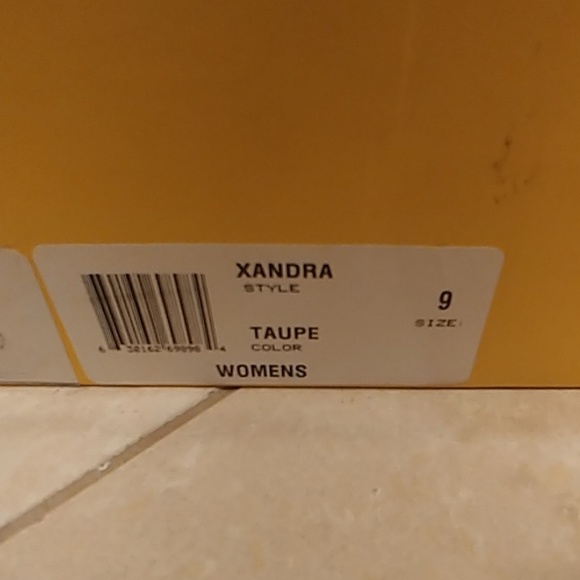 XANDRA
STYLE
9
SIZE:
TAUPE
COLOR
WOMENS